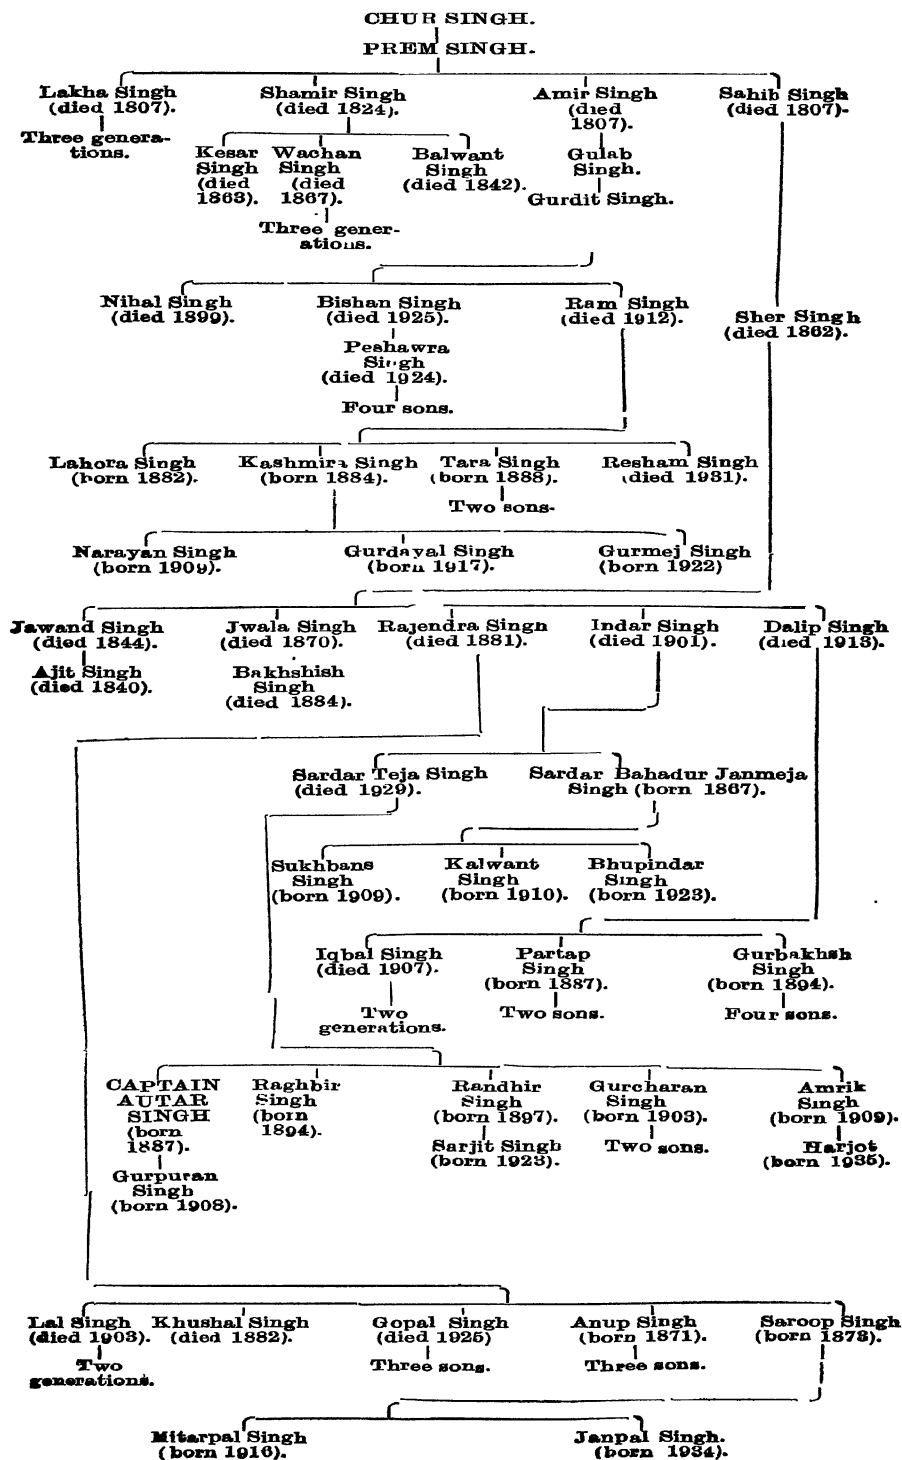 CHUR SINGH.
PREM SINGH.
Lakha Singh
(died 1807).
Three genera-
tions.
Shamir Singh
(died 1824).
Amir Singh
(died
1807).
Sahib Singh
(died 1807)-
Kesar
Singh
(died
1863).
Wachan
Singh
(died
1867).
Three gener-
ations.
Balwant
Singh
(died 1842).
Gulab
Singh.
Gurdit Singh.
Nihal Singh
(died 1899).
Bishan Singh
(died 1925).
Peshawra
Singh
(died 1924).
Four sons.
Ram Singh
(died 1912).
Sher Singh
(died 1862).
Lahora Singh
(born 1882).
Kashmira Singh
(born 1884).
Tara Singh
(born 1888).
Two sons-
Resham Singh
(died 1931).
Narayan Singh
(born 1909).
Gurdayal Singh
(born 1917).
Gurmej Singh
(born 1922)
Jawand Singh
(died 1844).
Ajit Singh
(died 1840).
Jwala Singh
(died 1870).
Bakhshish
Singh
(died 1884).
Rajendra Singh
(died 1881).
Indar Singh
(died 1901).
Dalip Singh
(died 1913).
Sardar Teja Singh
(died 1929).
Sardar Bahadur Janmeja
Singh (born 1867).
Sukhbans
Singh
(born 1909).
Kalwant
Singh
(born 1910).
Bhupindar
Singh
(born 1923).
Iqbal Singh
(died 1907).
Two
generations.
Partap
Singh
(born 1887).
Two sons.
Gurbakhsh
Singh
(born 1894).
Four sons.
CAPTAIN
AUTAR
SINGH
(born
1887).
Gurpuran
Singh
(born 1908).
Raghbir
Singh
(born
1894).
Randhir
Singh
(born 1897).
Sarjit Singh
(born 1923).
Gurcharan
Singh
(born 1903).
Two sons.
Amrik
Singh
(born 1909).
Harjot
(born 1935).
Lal Singh
(died 1903).
Two
generations.
Khushal Singh
(died 1882).
Gopal Singh
(died 1925)
Three sons.
Anup Singh
(born 1871).
Three sons.
Saroop Singh
(born 1873).
Mitarpal Singh
(born 1916).
Janpal Singh.
(born 1934).